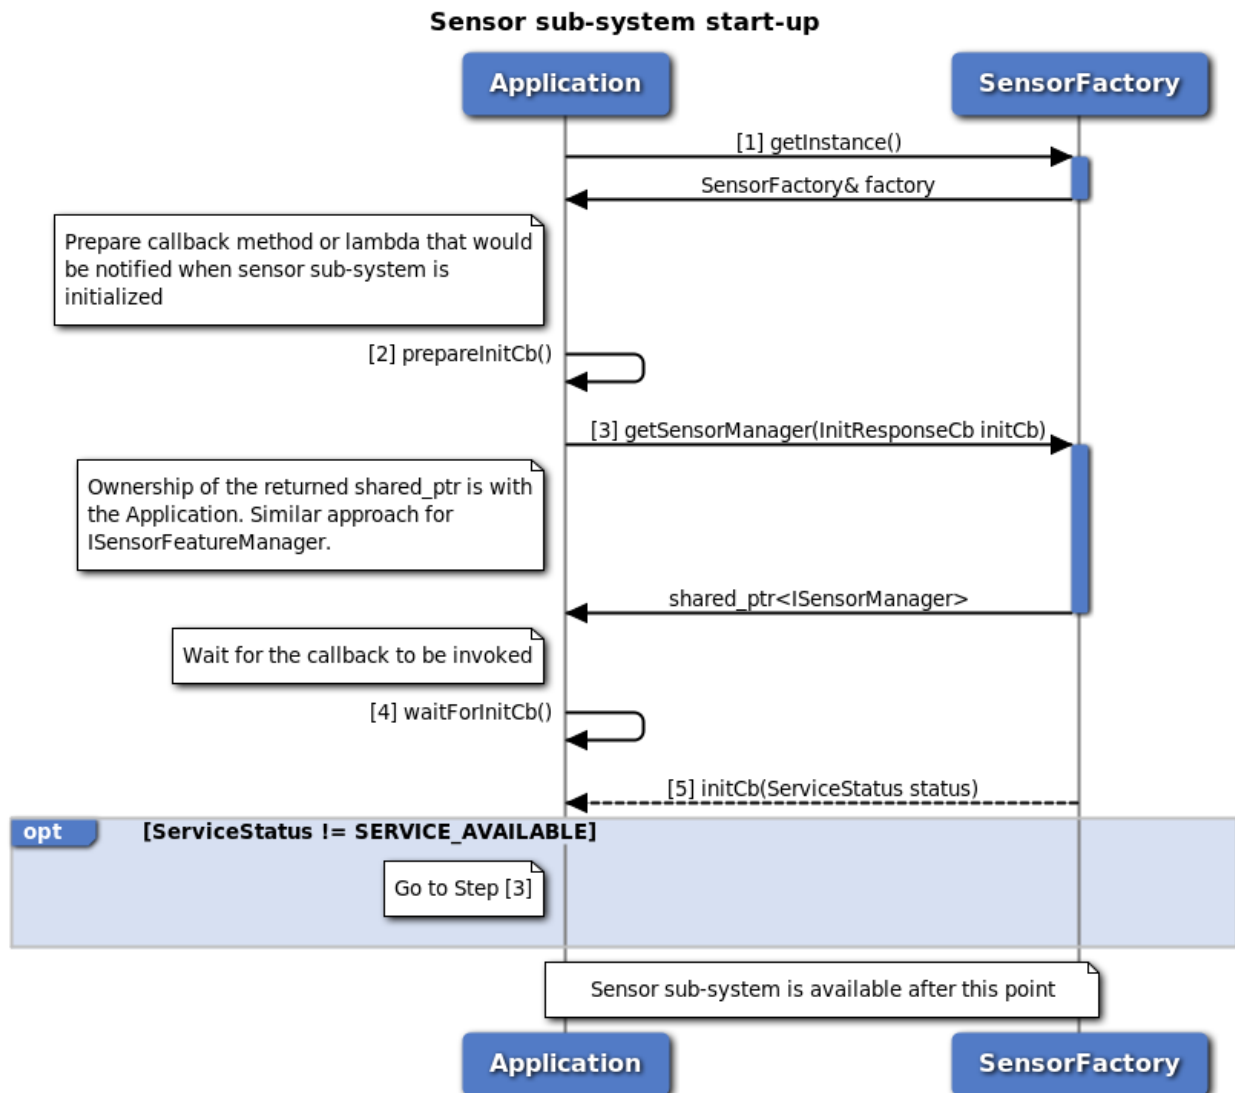 Sensor sub-system start-up
Application
SensorFactory
[1] getInstance()
SensorFactory& factory
Prepare callback method or lambda that would
be notified when sensor sub-system is
initialized
[2] prepareInitCb()
[3] getSensorManager(InitResponseCb initCb)
Ownership of the returned shared_ptr is with
the Application. Similar approach for
ISensorFeatureManager.
shared_ptr<ISensorManager>
Wait for the callback to be invoked
[4] waitForInitCb()
[5] initCb(ServiceStatus status)
opt
[ServiceStatus != SERVICE_AVAILABLE]
Go to Step [3]
Sensor sub-system is available after this point
Application
SensorFactory